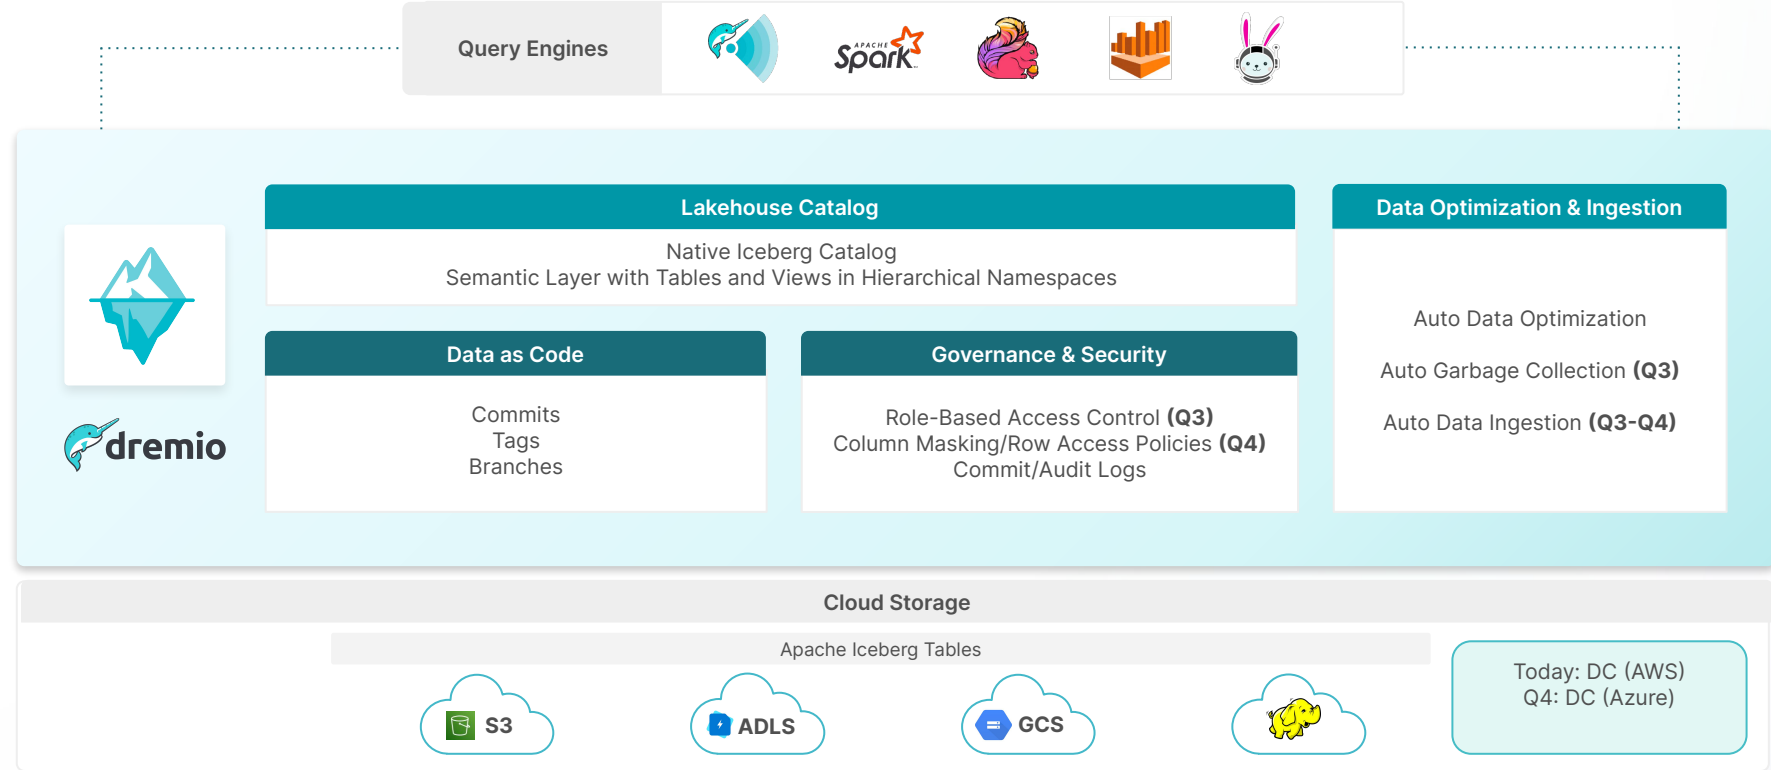 Query Engines
APACHE
Spark
Lakehouse Catalog
Native Iceberg Catalog
Semantic Layer with Tables and Views in Hierarchical Namespaces
Data Optimization & Ingestion
Auto Data Optimization
Auto Garbage Collection (Q3)
Auto Data Ingestion (Q3-Q4)
dremio
Data as Code
Commits
Tags
Branches
Governance & Security
Role-Based Access Control (Q3)
Column Masking/Row Access Policies (Q4)
Commit/Audit Logs
Cloud Storage
Apache Iceberg Tables
S3
ADLS
GCS
Today: DC (AWS)
Q4: DC (Azure)